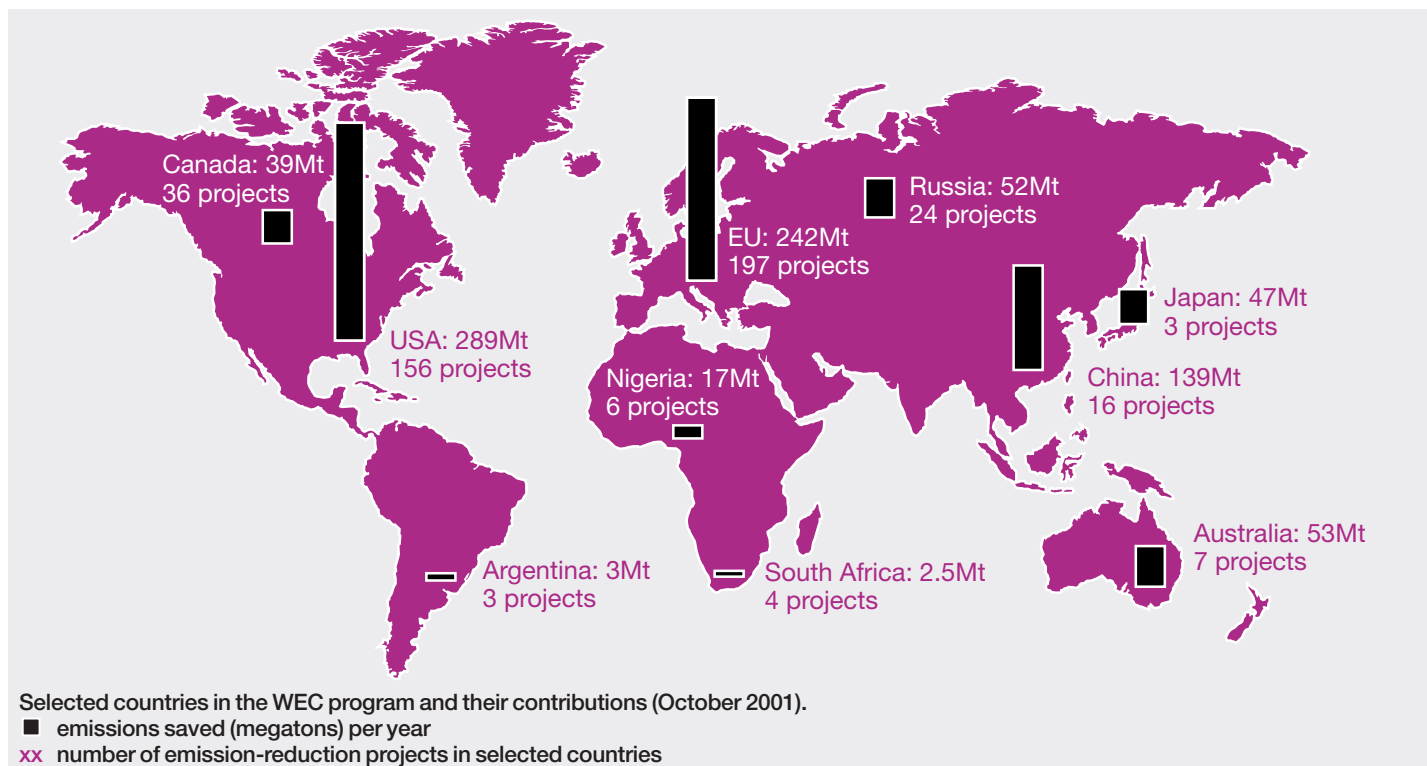 Canada: 39Mt
36 projects
USA: 289Mt
156 projects
EU: 242Mt
197 projects
Russia: 52Mt
24 projects
Japan: 47Mt
3 projects
China: 139Mt
16 projects
Nigeria: 17Mt
6 projects
Argentina: 3Mt
3 projects
South Africa: 2.5Mt
4 projects
Australia: 53Mt
7 projects
Selected countries in the WEC program and their contributions (October 2001).
emissions saved (megatons) per year
xx number of emission-reduction projects in selected countries